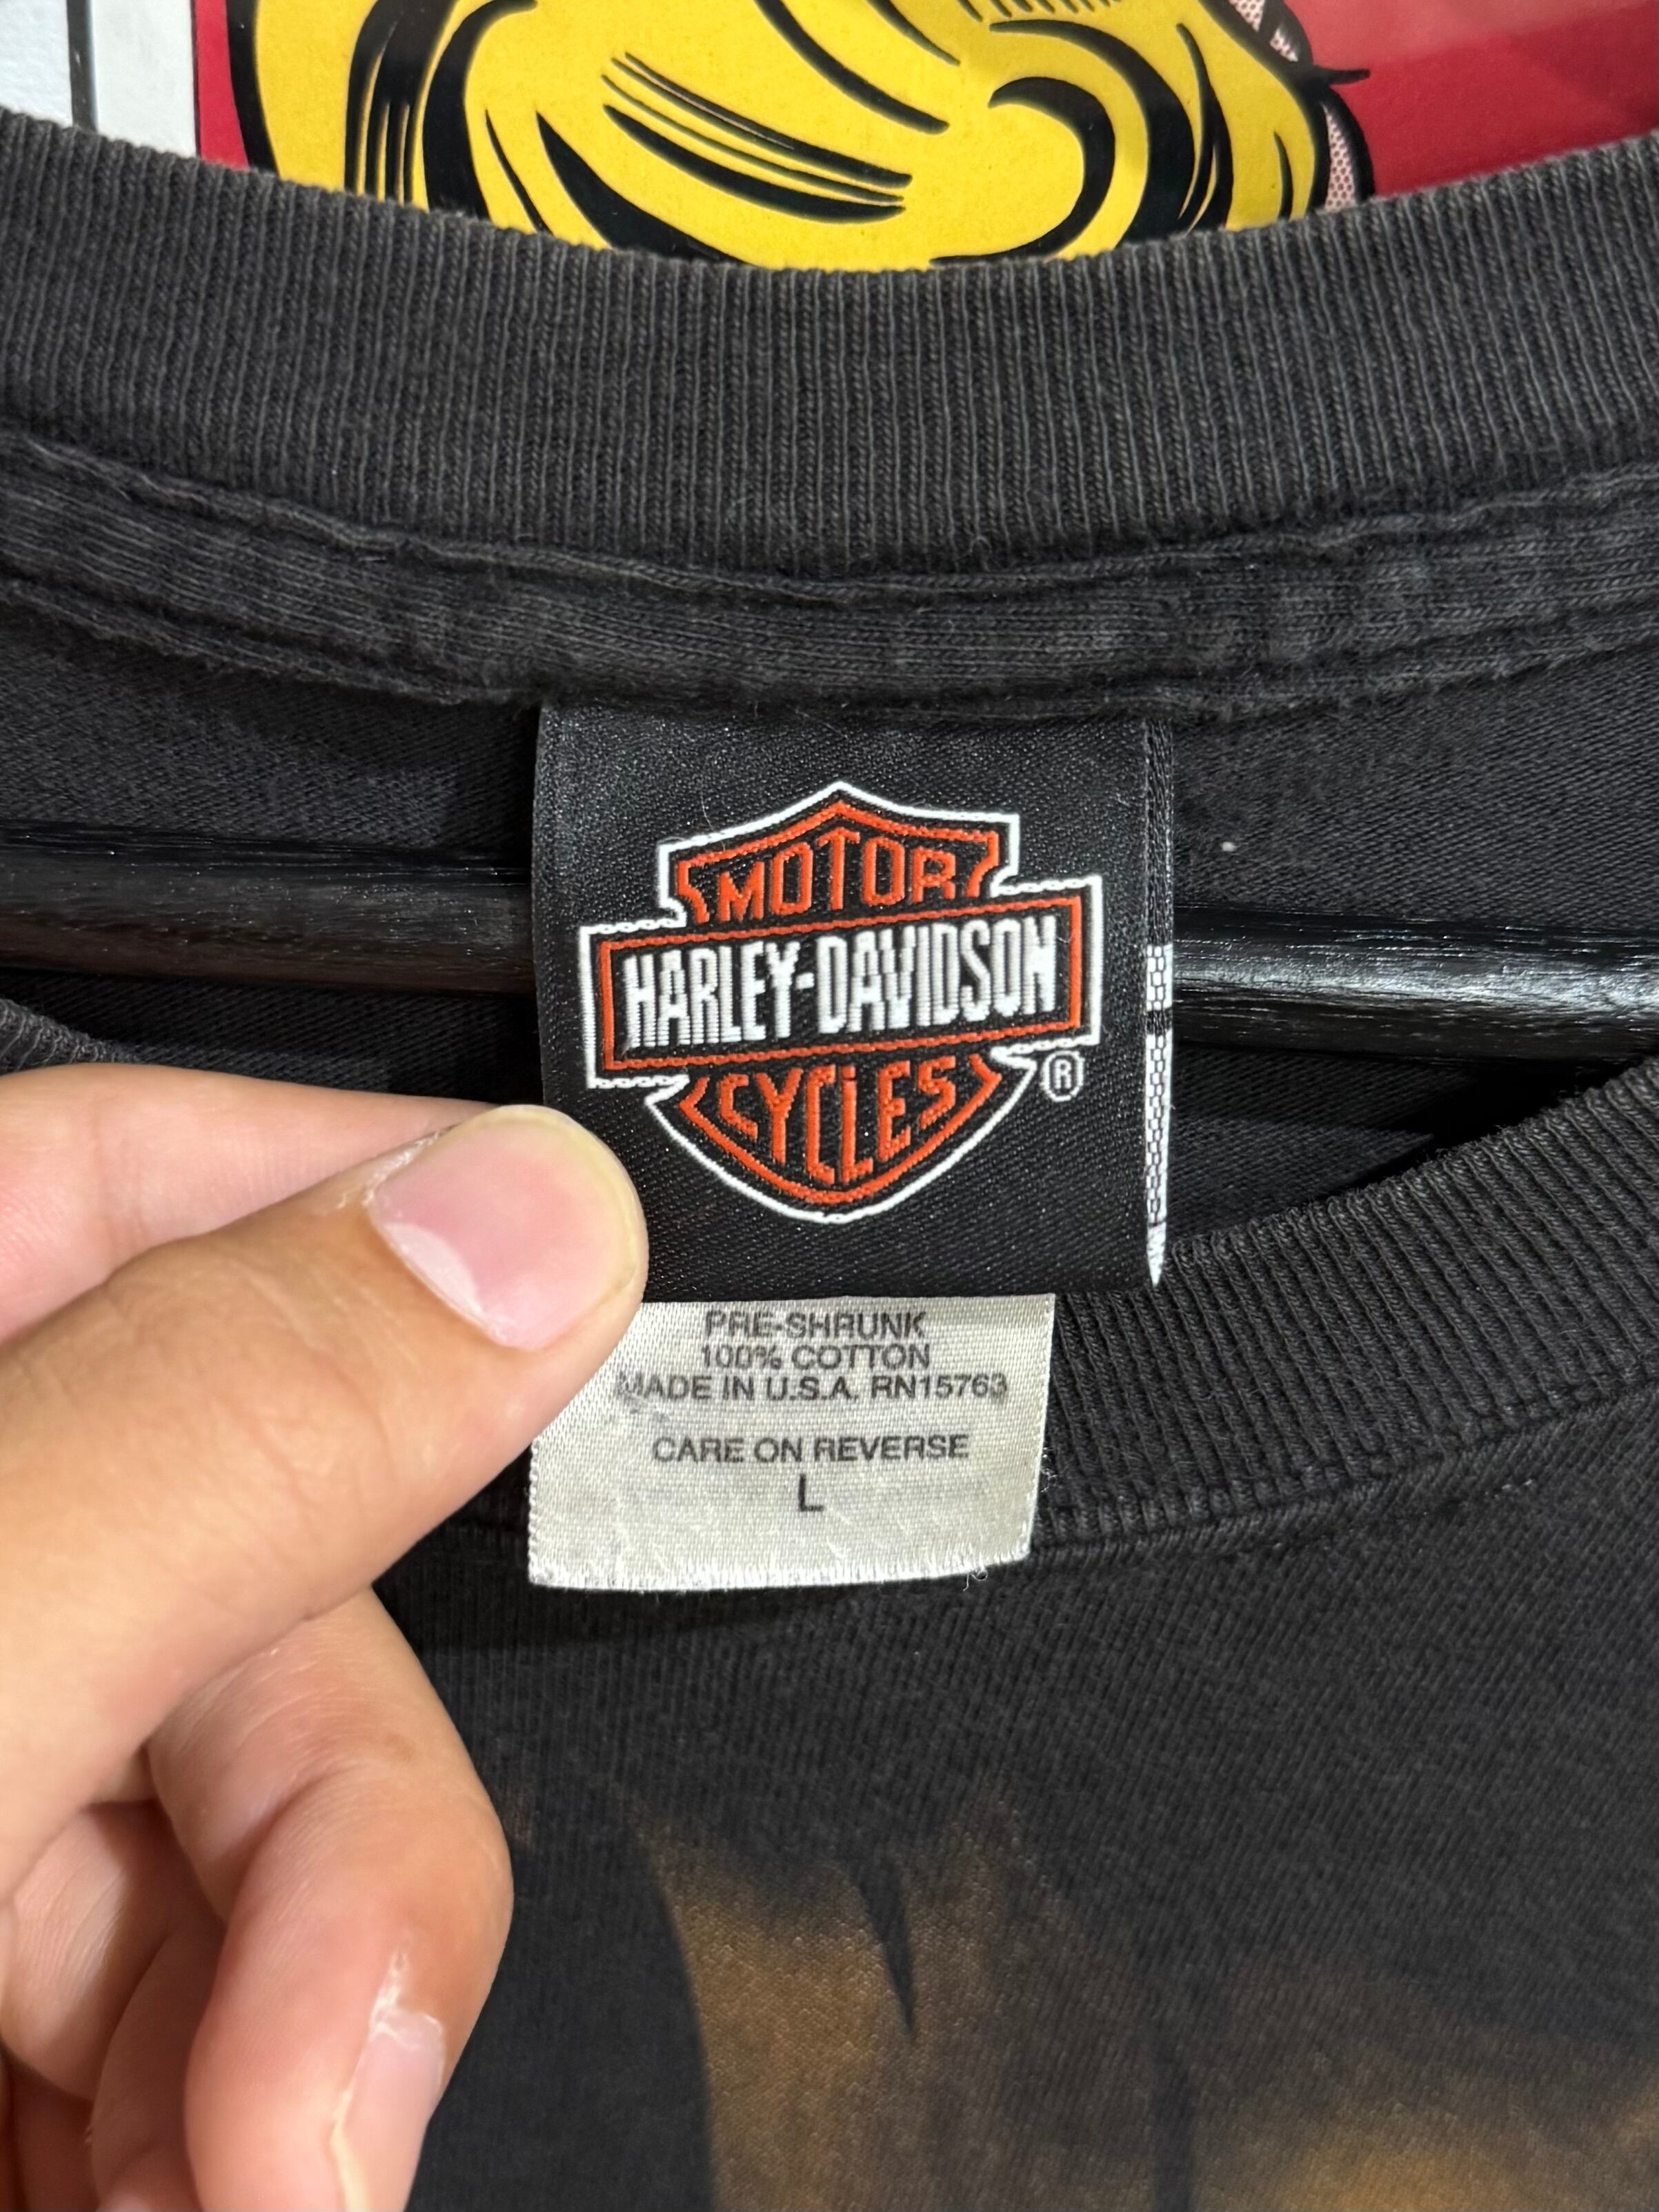 MOTOR
HARLEY-DAVIDSON
CYCLES
®
PRE-SHRUNK
100% COTTON
MADE IN U.S.A. RN15763
CARE ON REVERSE
L